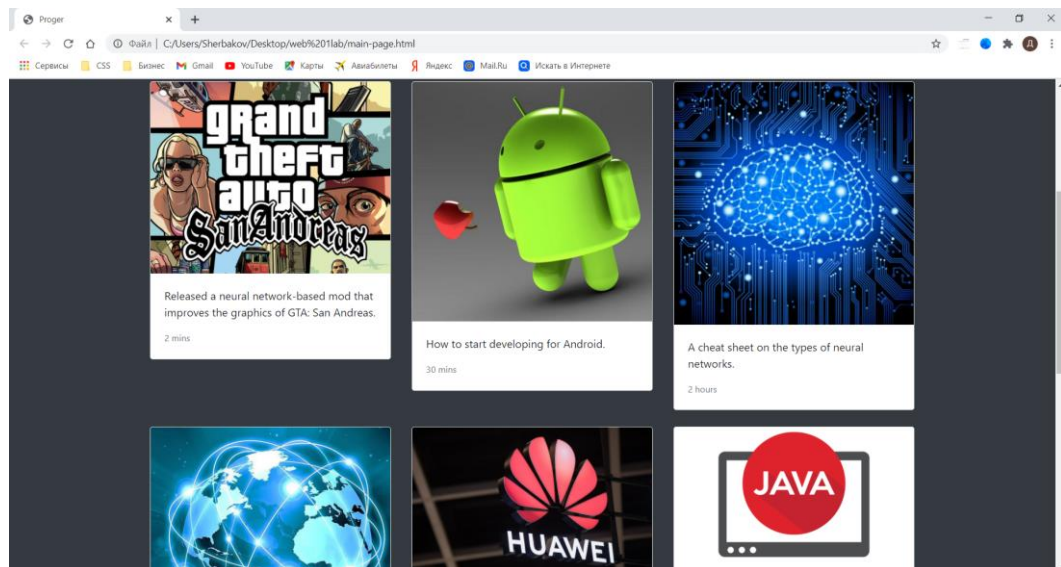 Proger
Файл | C:/Users/Sherbakov/Desktop/web%201lab/main-page.html
Д
Сервисы CSS Бизнес Gmail YouTube Карты Авиабилеты Яндекс Mail.Ru Искать в Интернете
grand
theft
auto
San Andreas
Released a neural network-based mod that
improves the graphics of GTA: San Andreas.
2 mins
How to start developing for Android.
30 mins
A cheat sheet on the types of neural
networks.
2 hours
HUAWEI
JAVA